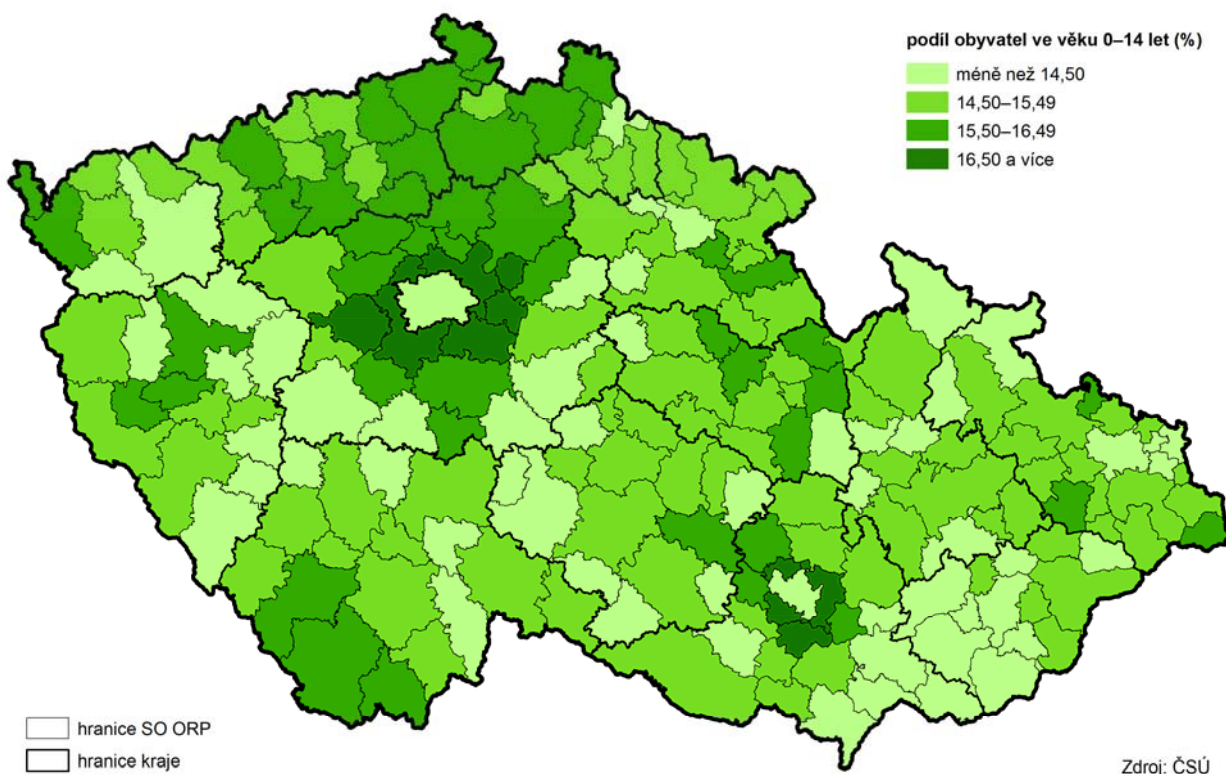 podíl obyvatel ve věku 0–14 let (%)
méně než 14,50
14,50–15,49
15,50–16,49
16,50 a více
hranice SO ORP
hranice kraje
Zdroj: ČSÚ